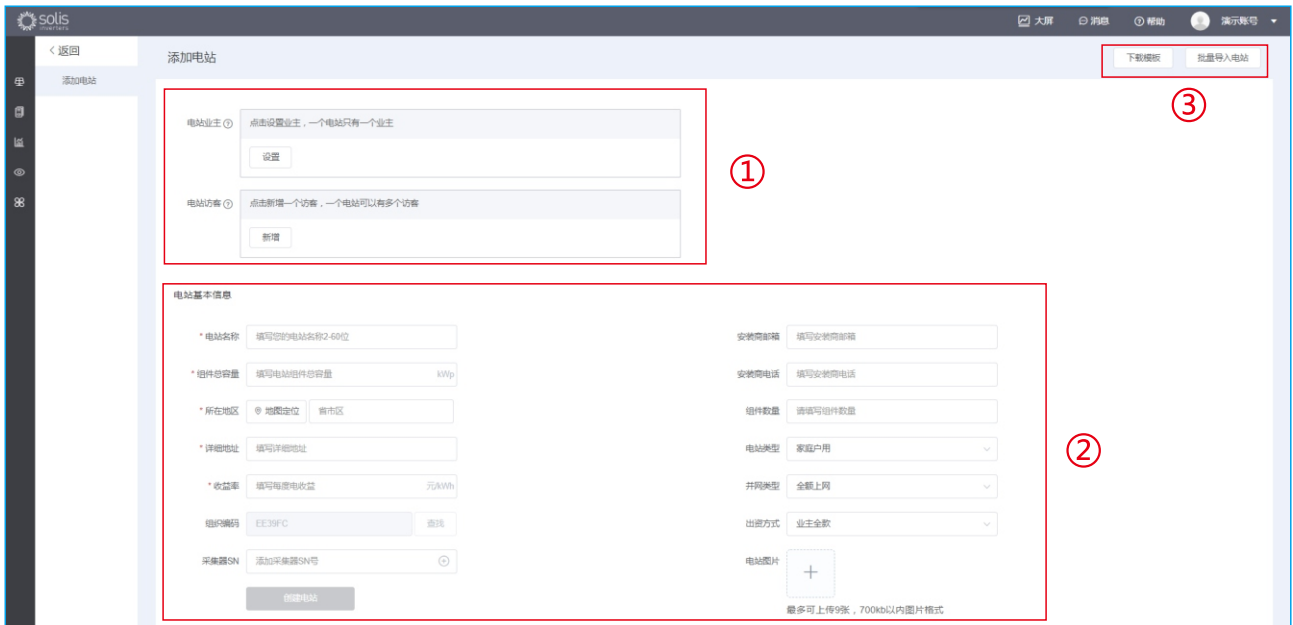 solis
inverters
大屏 消息 帮助 演示账号
返回
添加电站
添加电站
下载模板 批量导入电站
③
电站业主 点击设置业主，一个电站只有一个业主
设置
①
电站访客 点击新增一个访客，一个电站可以有多个访客
新增
电站基本信息
*电站名称 填写您的电站名称2-60位 安装商邮箱 填写安装商邮箱
*组件总容量 填写电站组件总容量 kWp 安装商电话 填写安装商电话
*所在地区 地图定位 省市区 组件数量 请填写组件数量
*详细地址 填写详细地址 电站类型 家庭户用
②
*收益率 填写每度电收益 元/kWh 并网类型 全额上网
组织编码 EE39FC 查找 出资方式 业主全款
采集器SN 添加采集器SN号 电站图片
创建电站
最多可上传9张，700kb以内图片格式